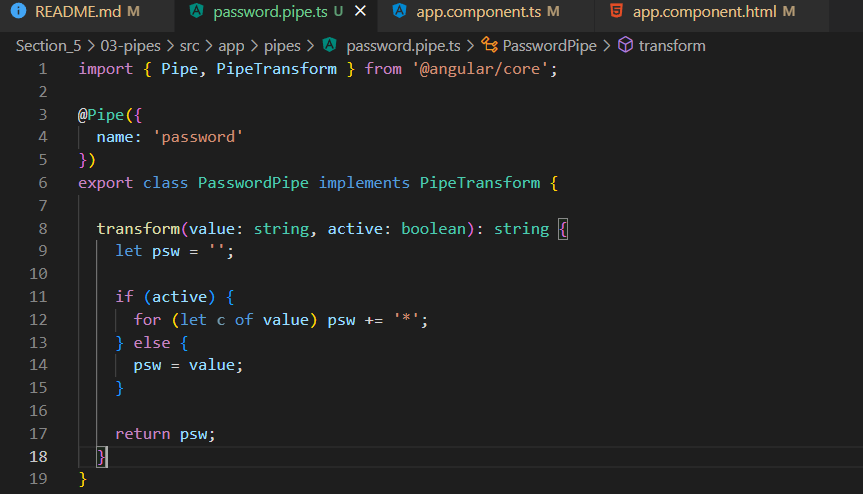 README.md M password.pipe.ts U app.component.ts M app.component.html M
Section_5 > 03-pipes > src > app > pipes > password.pipe.ts > PasswordPipe > transform
1 import { Pipe, PipeTransform } from '@angular/core';
2
3 @Pipe({
4   name: 'password'
5 })
6 export class PasswordPipe implements PipeTransform {
7
8   transform(value: string, active: boolean): string {
9     let psw = '';
10
11     if (active) {
12       for (let c of value) psw += '*';
13     } else {
14       psw = value;
15     }
16
17     return psw;
18   }
19 }